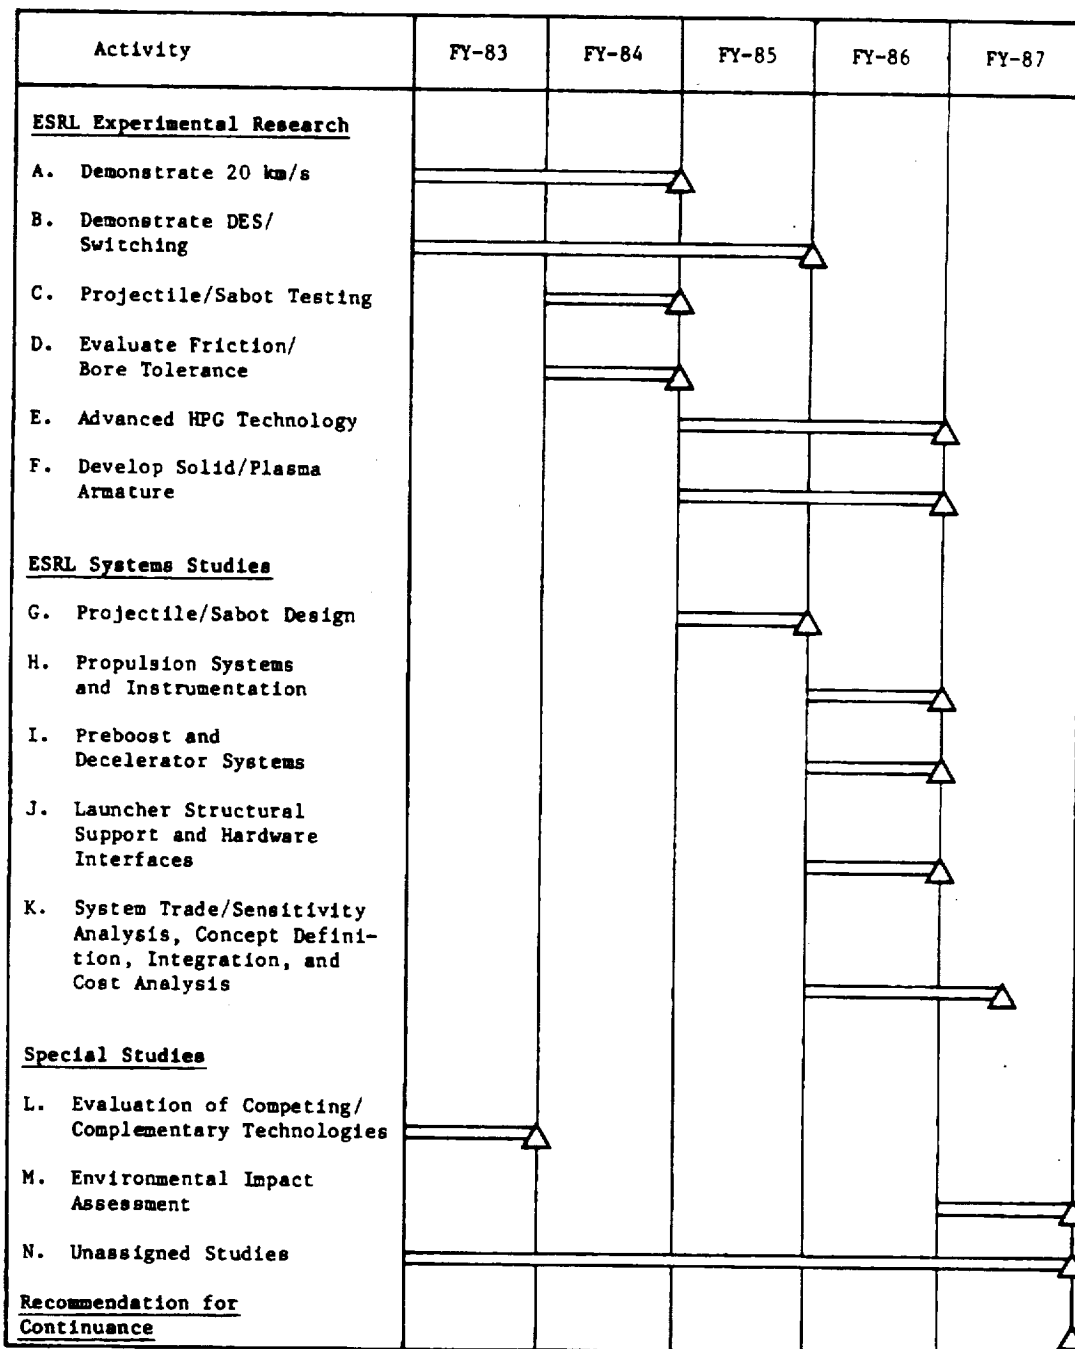 Activity FY-83 FY-84 FY-85 FY-86 FY-87
ESRL Experimental Research
A. Demonstrate 20 km/s
B. Demonstrate DES/
Switching
C. Projectile/Sabot Testing
D. Evaluate Friction/
Bore Tolerance
E. Advanced HPG Technology
F. Develop Solid/Plasma
Armature
ESRL Systems Studies
G. Projectile/Sabot Design
H. Propulsion Systems
and Instrumentation
I. Preboost and
Decelerator Systems
J. Launcher Structural
Support and Hardware
Interfaces
K. System Trade/Sensitivity
Analysis, Concept Defini-
tion, Integration, and
Cost Analysis
Special Studies
L. Evaluation of Competing/
Complementary Technologies
M. Environmental Impact
Assessment
N. Unassigned Studies
Recommendation for
Continuance